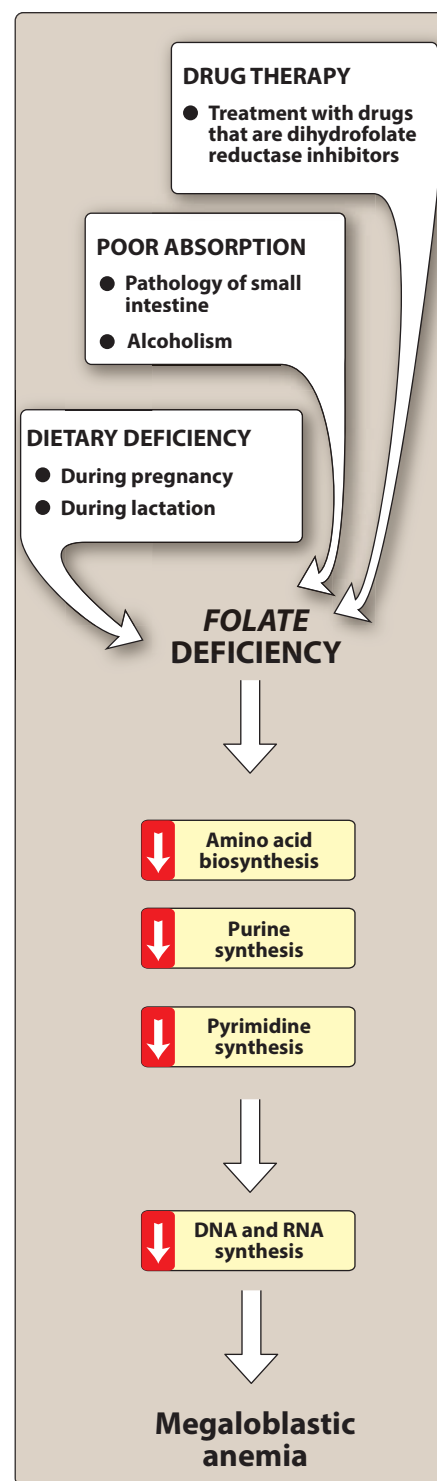 DRUG THERAPY
● Treatment with drugs
that are dihydrofolate
reductase inhibitors
POOR ABSORPTION
● Pathology of small
intestine
● Alcoholism
DIETARY DEFICIENCY
● During pregnancy
● During lactation
FOLATE
DEFICIENCY
Amino acid
biosynthesis
Purine
synthesis
Pyrimidine
synthesis
DNA and RNA
synthesis
Megaloblastic
anemia